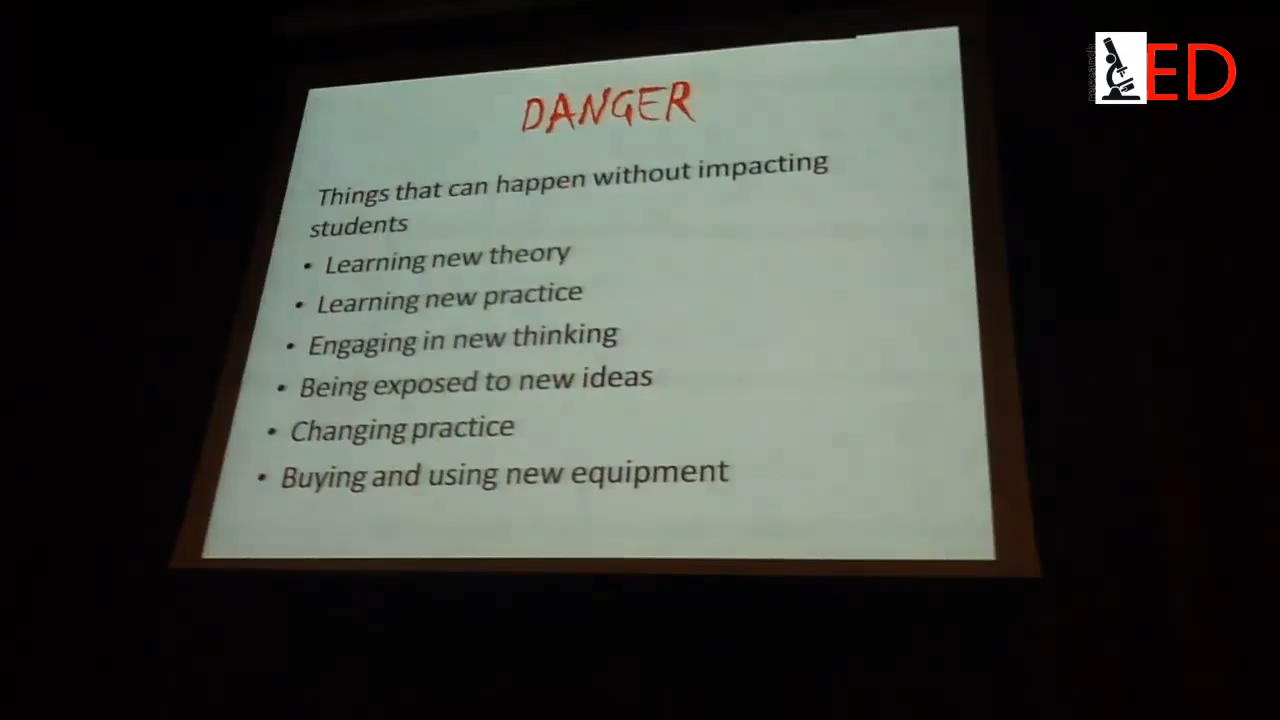 DANGER
Things that can happen without impacting
students
• Learning new theory
• Learning new practice
• Engaging in new thinking
• Being exposed to new ideas
• Changing practice
• Buying and using new equipment
ED